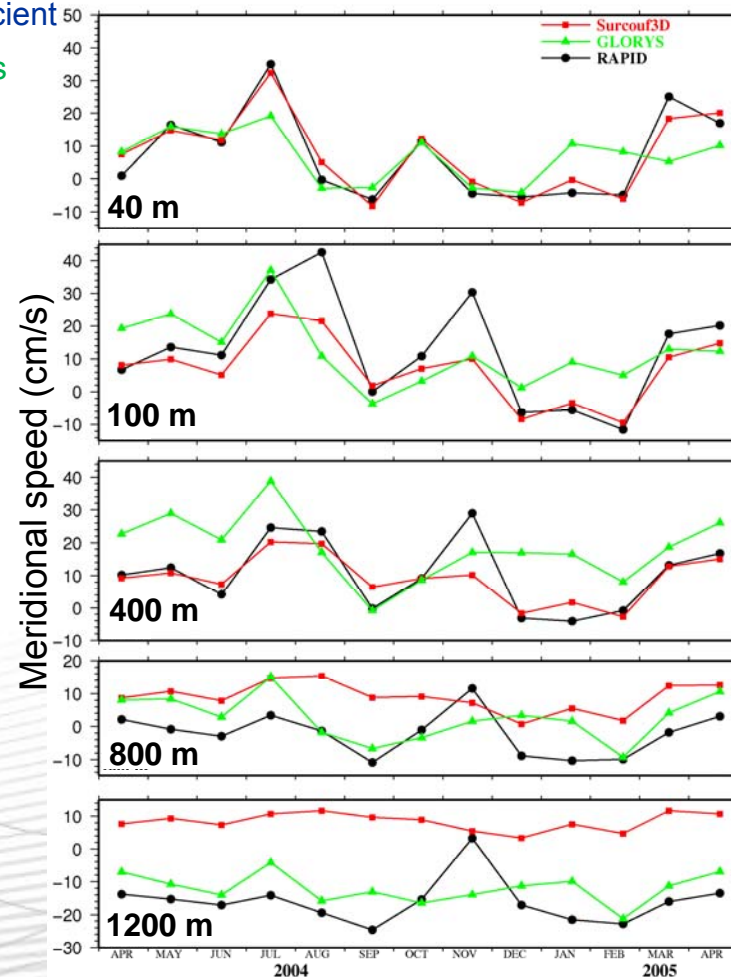 cient
s
Surcouf3D
GLORYS
RAPID
50
40
30
20
10
0
−10
40 m
40
30
20
10
0
−10
100 m
40
30
20
10
0
−10
400 m
20
10
0
−10
800 m
10
0
−10
−20
−30
1200 m
Meridional speed (cm/s)
APR MAY JUN JUL AUG SEP OCT NOV DEC JAN FEB MAR APR
2004 2005